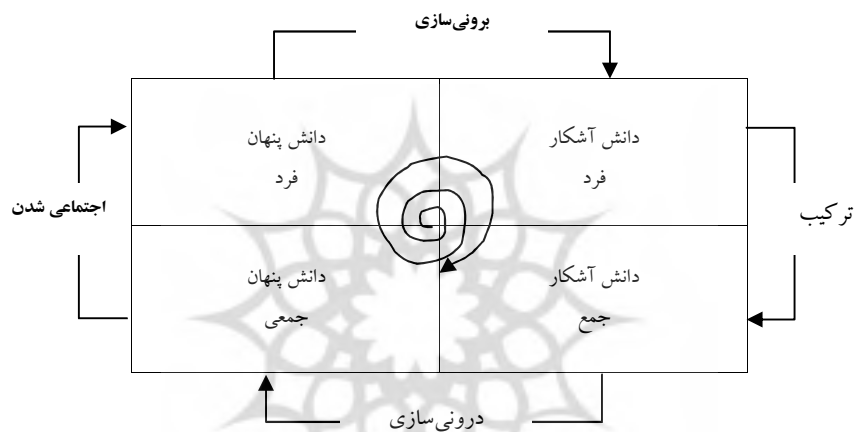 برونی‌سازی
دانش آشکار
فرد
دانش پنهان
فرد
ترکیب
اجتماعی شدن
دانش آشکار
جمع
دانش پنهان
جمعی
درونی‌سازی